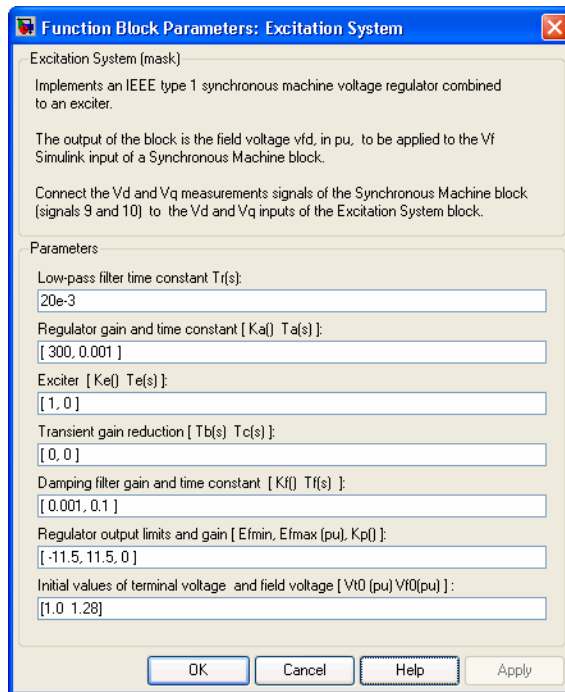 Function Block Parameters: Excitation System
Excitation System (mask)
Implements an IEEE type 1 synchronous machine voltage regulator combined
to an exciter.
The output of the block is the field voltage vfd, in pu, to be applied to the Vf
Simulink input of a Synchronous Machine block.
Connect the Vd and Vq measurements signals of the Synchronous Machine block
(signals 9 and 10) to the Vd and Vq inputs of the Excitation System block.
Parameters
Low-pass filter time constant Tr(s):
20e-3
Regulator gain and time constant [ Ka() Ta(s) ]:
[ 300, 0.001 ]
Exciter [ Ke() Te(s) ]:
[ 1, 0 ]
Transient gain reduction [ Tb(s) Tc(s) ]:
[ 0, 0 ]
Damping filter gain and time constant [ Kf() Tf(s) ]:
[ 0.001, 0.1 ]
Regulator output limits and gain [ Efmin, Efmax (pu), Kp() ]:
[ -11.5, 11.5, 0 ]
Initial values of terminal voltage and field voltage [ Vt0 (pu) Vf0(pu) ] :
[1.0 1.28]
OK Cancel Help Apply